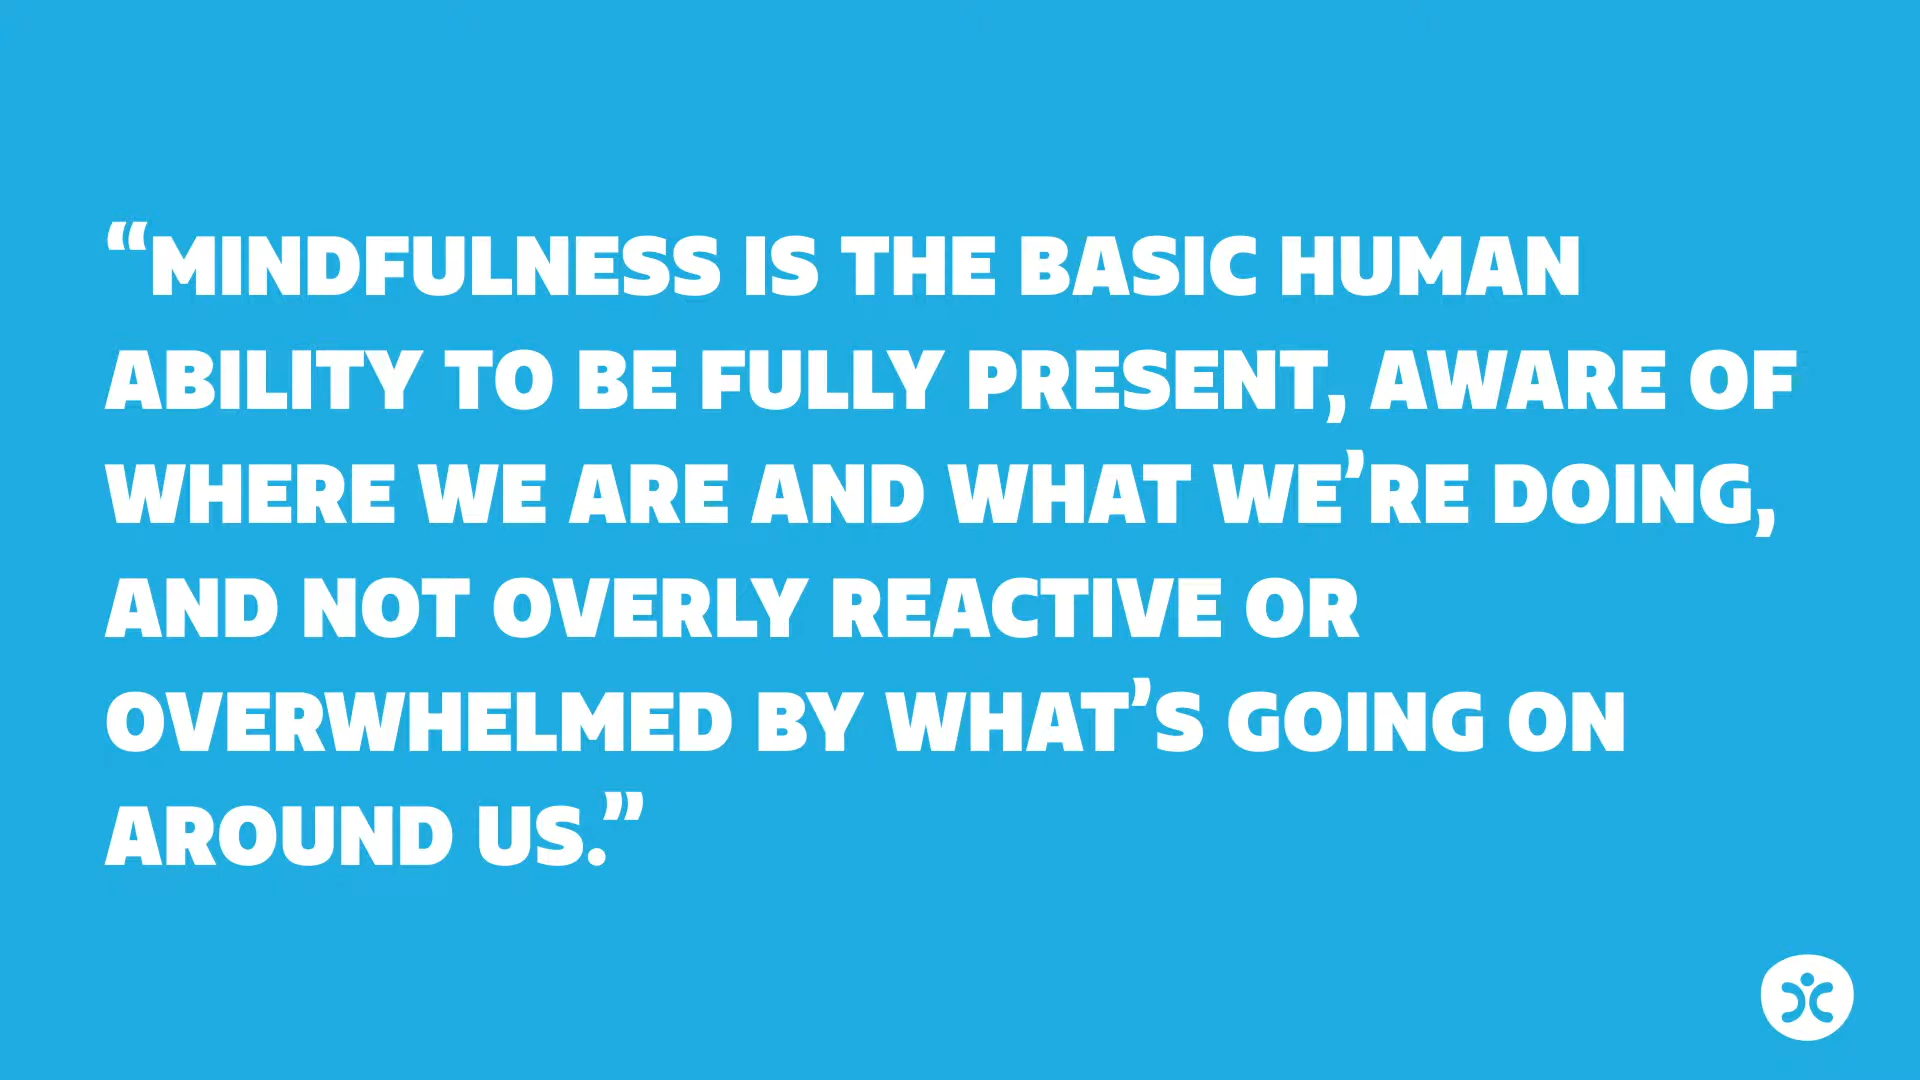 “MINDFULNESS IS THE BASIC HUMAN
ABILITY TO BE FULLY PRESENT, AWARE OF
WHERE WE ARE AND WHAT WE’RE DOING,
AND NOT OVERLY REACTIVE OR
OVERWHELMED BY WHAT’S GOING ON
AROUND US.”